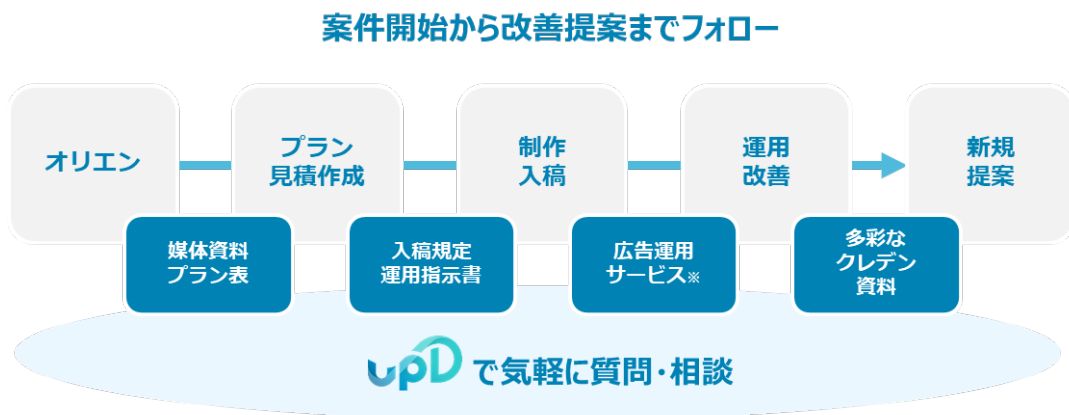 案件開始から改善提案までフォロー
オリエン
プラン
見積作成
制作
入稿
運用
改善
新規
提案
媒体資料
プラン表
入稿規定
運用指示書
広告運用
サービス※
多彩な
クレデン
資料
upDで気軽に質問・相談